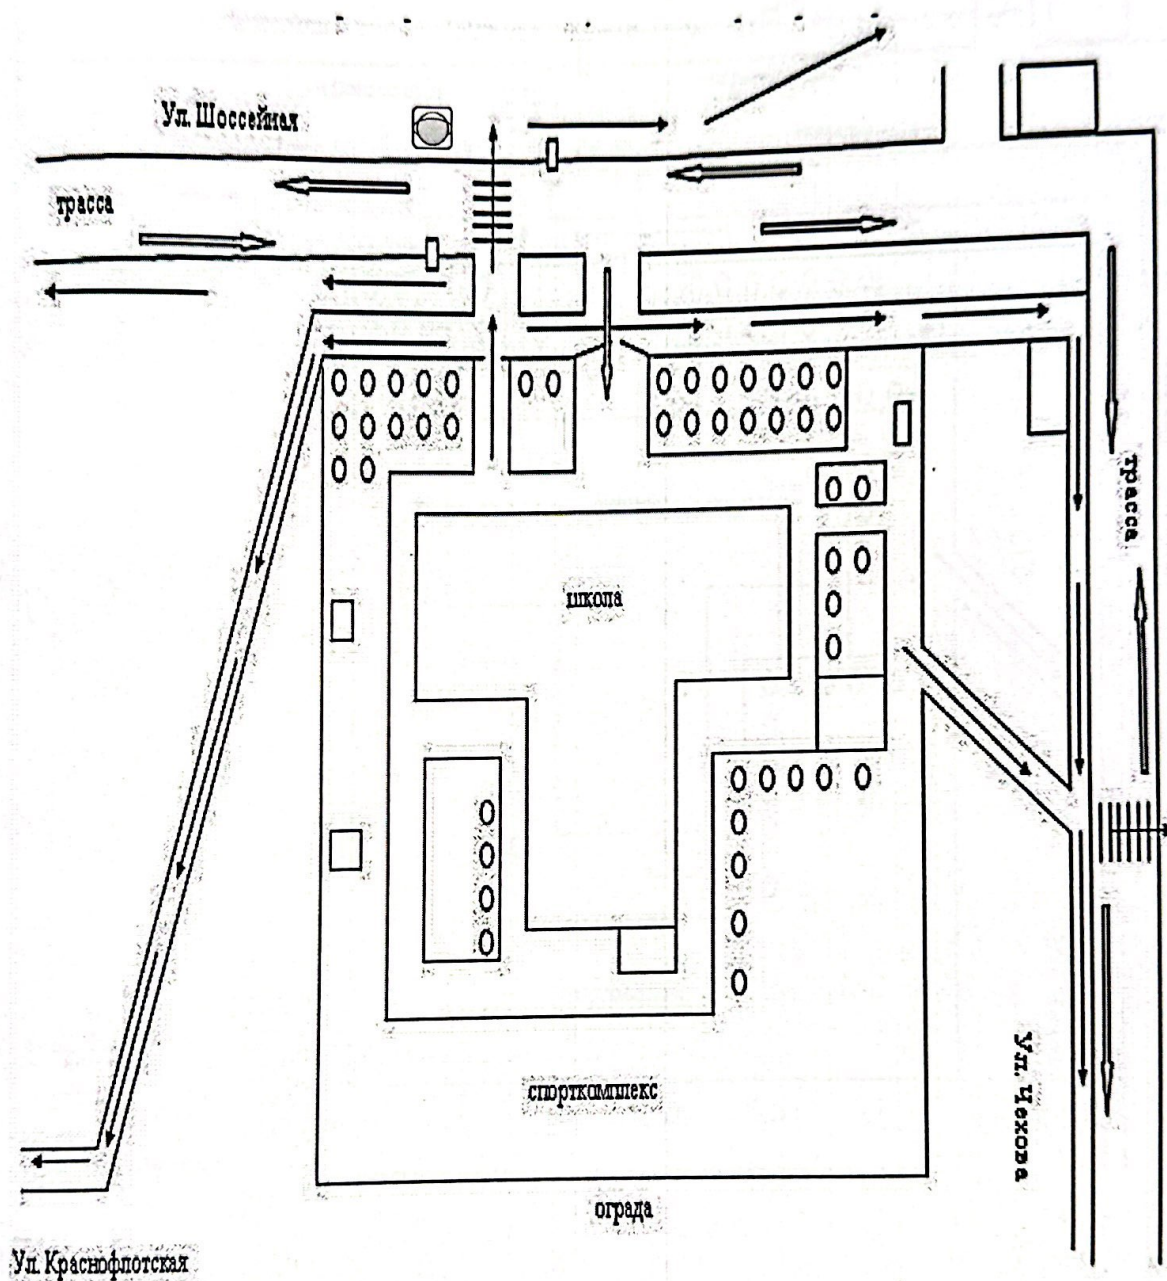 Ул. Шоссейная
трасса
трасса
школа
спорткомплекс
Ул. Чехова
ограда
Ул. Краснофлотская